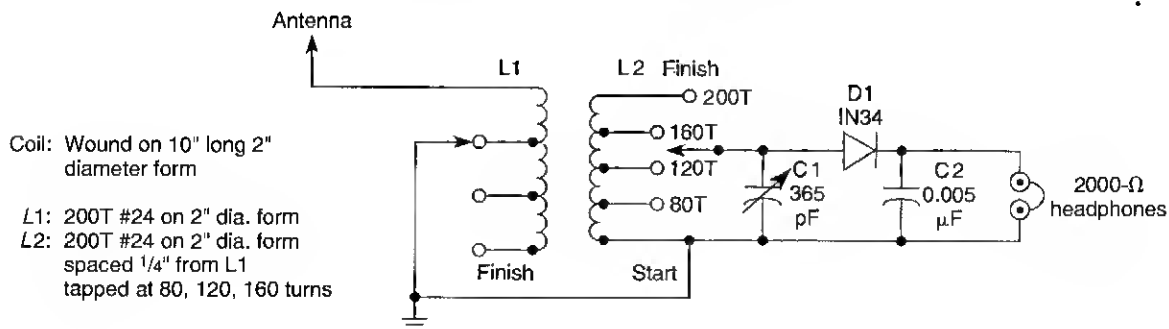 Antenna
L1
L2 Finish
200T
160T
120T
80T
D1
IN34
C1
365
pF
C2
0.005
μF
2000-Ω
headphones
Finish
Start
Coil: Wound on 10" long 2"
diameter form
L1: 200T #24 on 2" dia. form
L2: 200T #24 on 2" dia. form
spaced 1/4" from L1
tapped at 80, 120, 160 turns